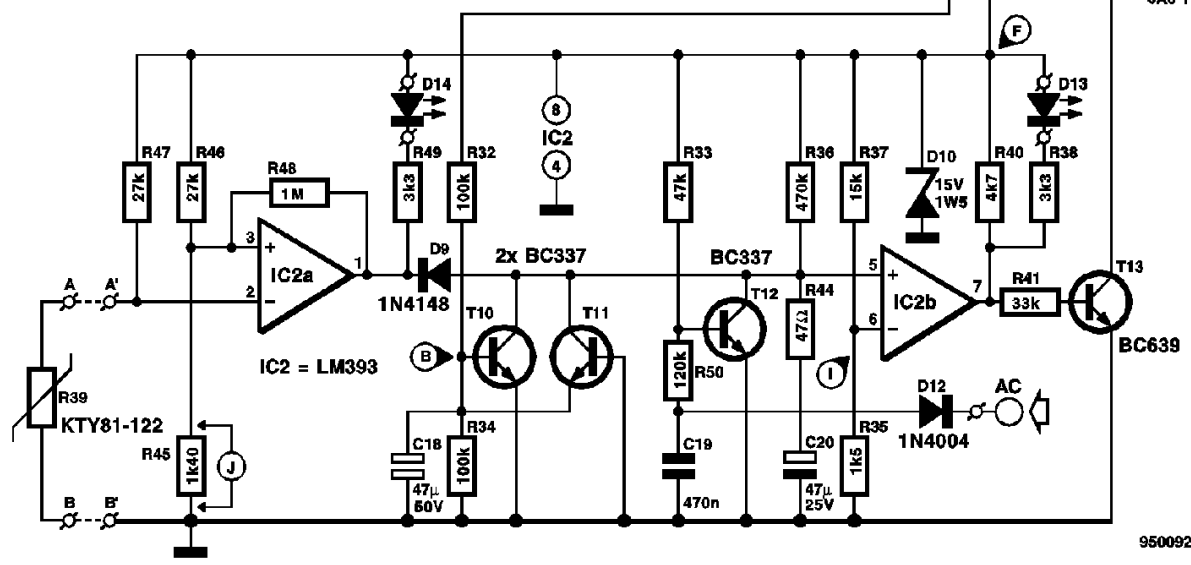 F
D14
D13
8
IC2
4
R47
27k
R46
27k
R48
1M
R49
3k3
R32
100k
R33
47k
R36
470k
R37
15k
D10
15V
1W5
R40
4k7
R38
3k3
3
+
IC2a
1
2
−
D9
1N4148
2x BC337
BC337
5
+
IC2b
7
6
−
R41
33k
T13
BC639
A
A'
T10
T11
T12
R44
47Ω
B
IC2 = LM393
R50
120k
I
R39
KTY81-122
D12
1N4004
AC
R45
1k40
J
C18
47µ
50V
R34
100k
C19
470n
C20
47µ
25V
R35
1k5
B
B'
950092